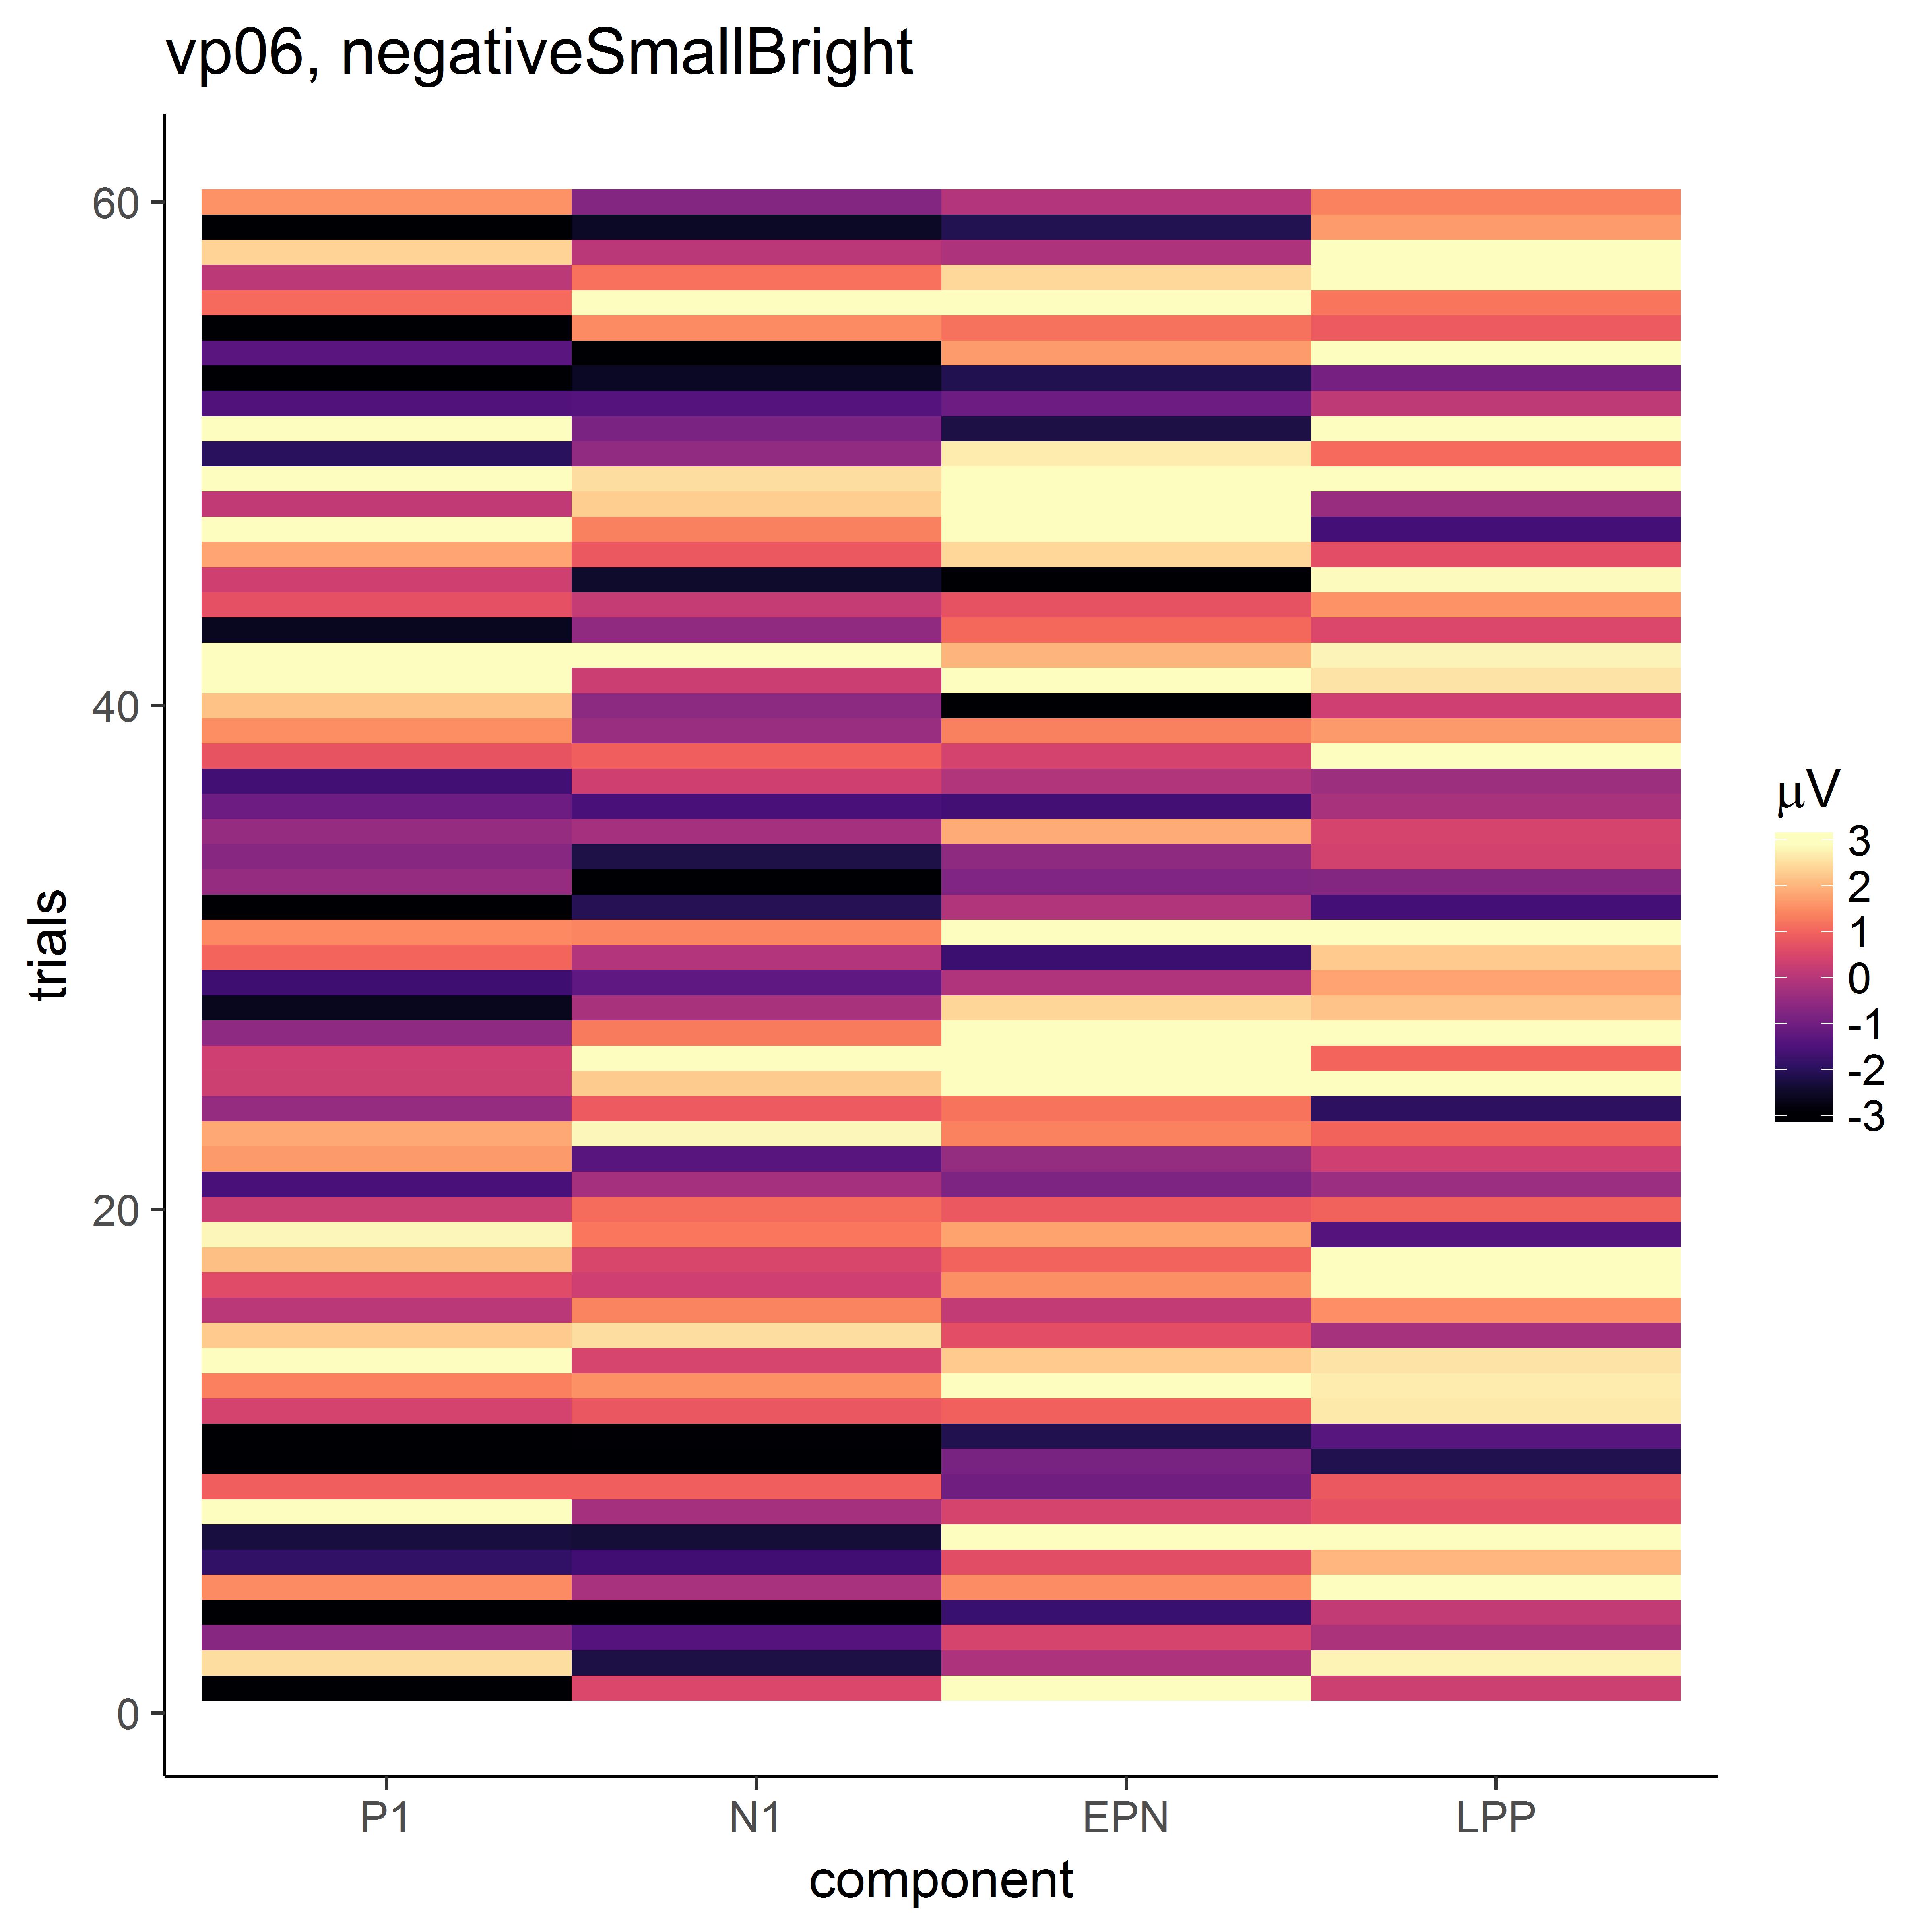 vp06, negativeSmallBright
60
40
20
0
trials
P1 N1 EPN LPP
component
μV
3
2
1
0
-1
-2
-3